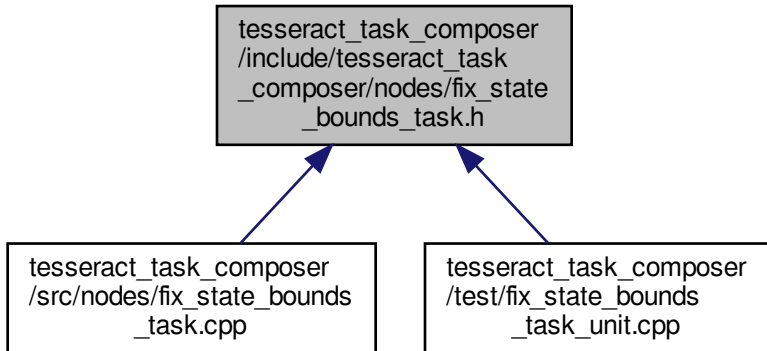 tesseract_task_composer
/include/tesseract_task
_composer/nodes/fix_state
_bounds_task.h
tesseract_task_composer
/src/nodes/fix_state_bounds
_task.cpp
tesseract_task_composer
/test/fix_state_bounds
_task_unit.cpp